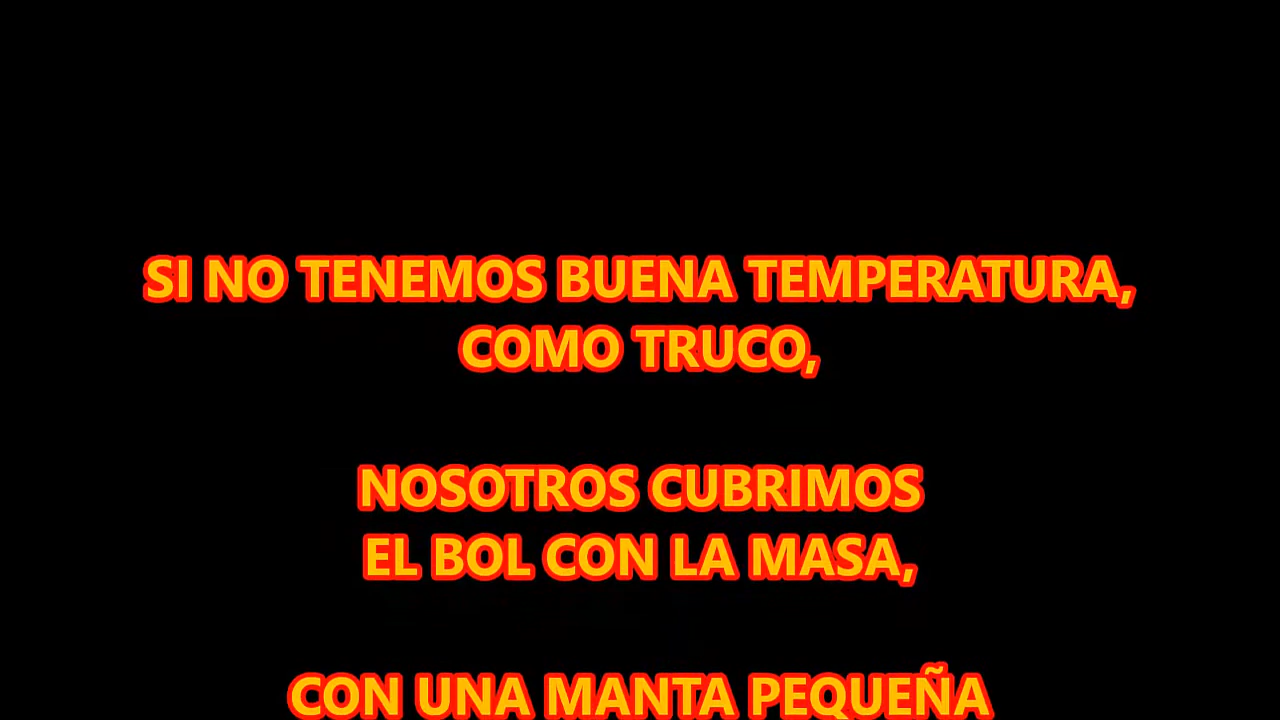 SI NO TENEMOS BUENA TEMPERATURA,
COMO TRUCO,
NOSOTROS CUBRIMOS
EL BOL CON LA MASA,
CON UNA MANTA PEQUEÑA